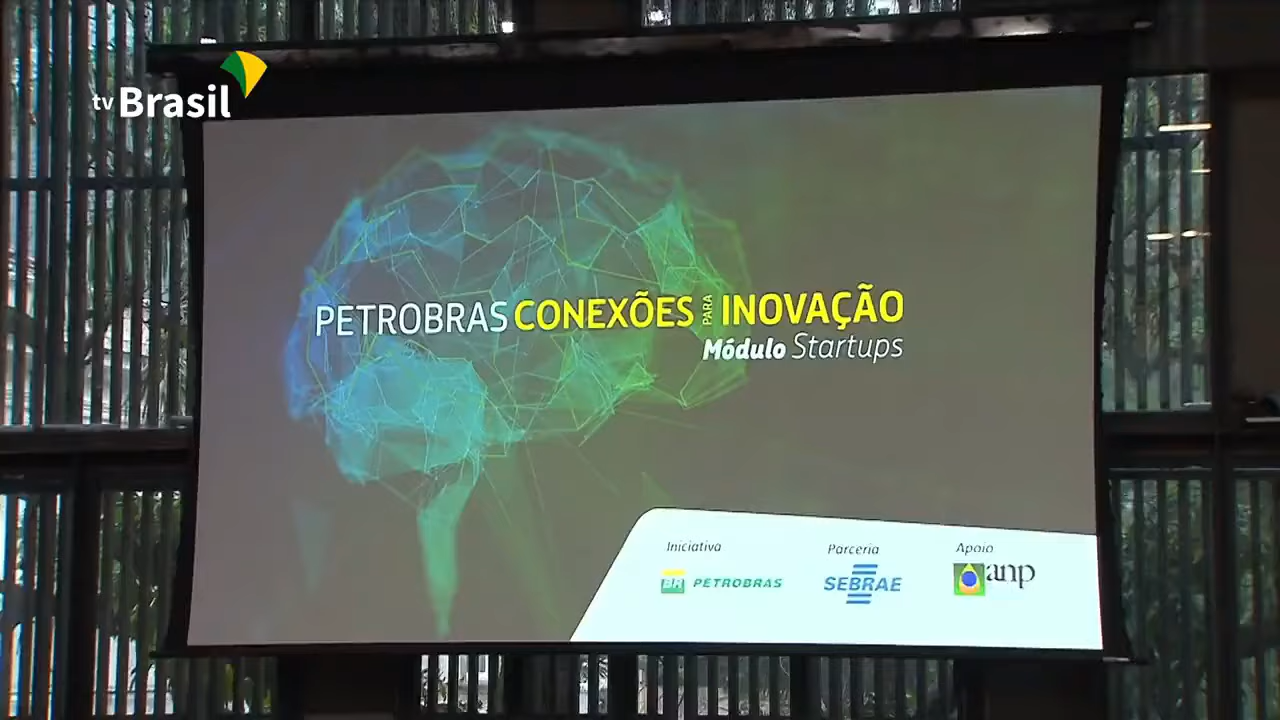 tv Brasil
PETROBRAS CONEXÕES PARA INOVAÇÃO
Módulo Startups
Iniciativa
BR PETROBRAS
Parceria
SEBRAE
Apoio
anp